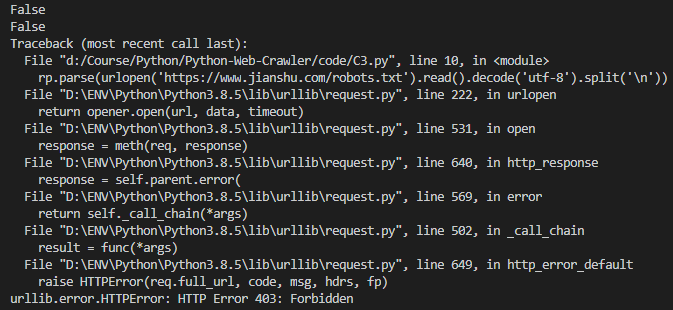 False
False
Traceback (most recent call last):
  File "d:/Course/Python/Python-Web-Crawler/code/C3.py", line 10, in <module>
    rp.parse(urlopen('https://www.jianshu.com/robots.txt').read().decode('utf-8').split('\n'))
  File "D:\ENV\Python\Python3.8.5\lib\urllib\request.py", line 222, in urlopen
    return opener.open(url, data, timeout)
  File "D:\ENV\Python\Python3.8.5\lib\urllib\request.py", line 531, in open
    response = meth(req, response)
  File "D:\ENV\Python\Python3.8.5\lib\urllib\request.py", line 640, in http_response
    response = self.parent.error(
  File "D:\ENV\Python\Python3.8.5\lib\urllib\request.py", line 569, in error
    return self._call_chain(*args)
  File "D:\ENV\Python\Python3.8.5\lib\urllib\request.py", line 502, in _call_chain
    result = func(*args)
  File "D:\ENV\Python\Python3.8.5\lib\urllib\request.py", line 649, in http_error_default
    raise HTTPError(req.full_url, code, msg, hdrs, fp)
urllib.error.HTTPError: HTTP Error 403: Forbidden